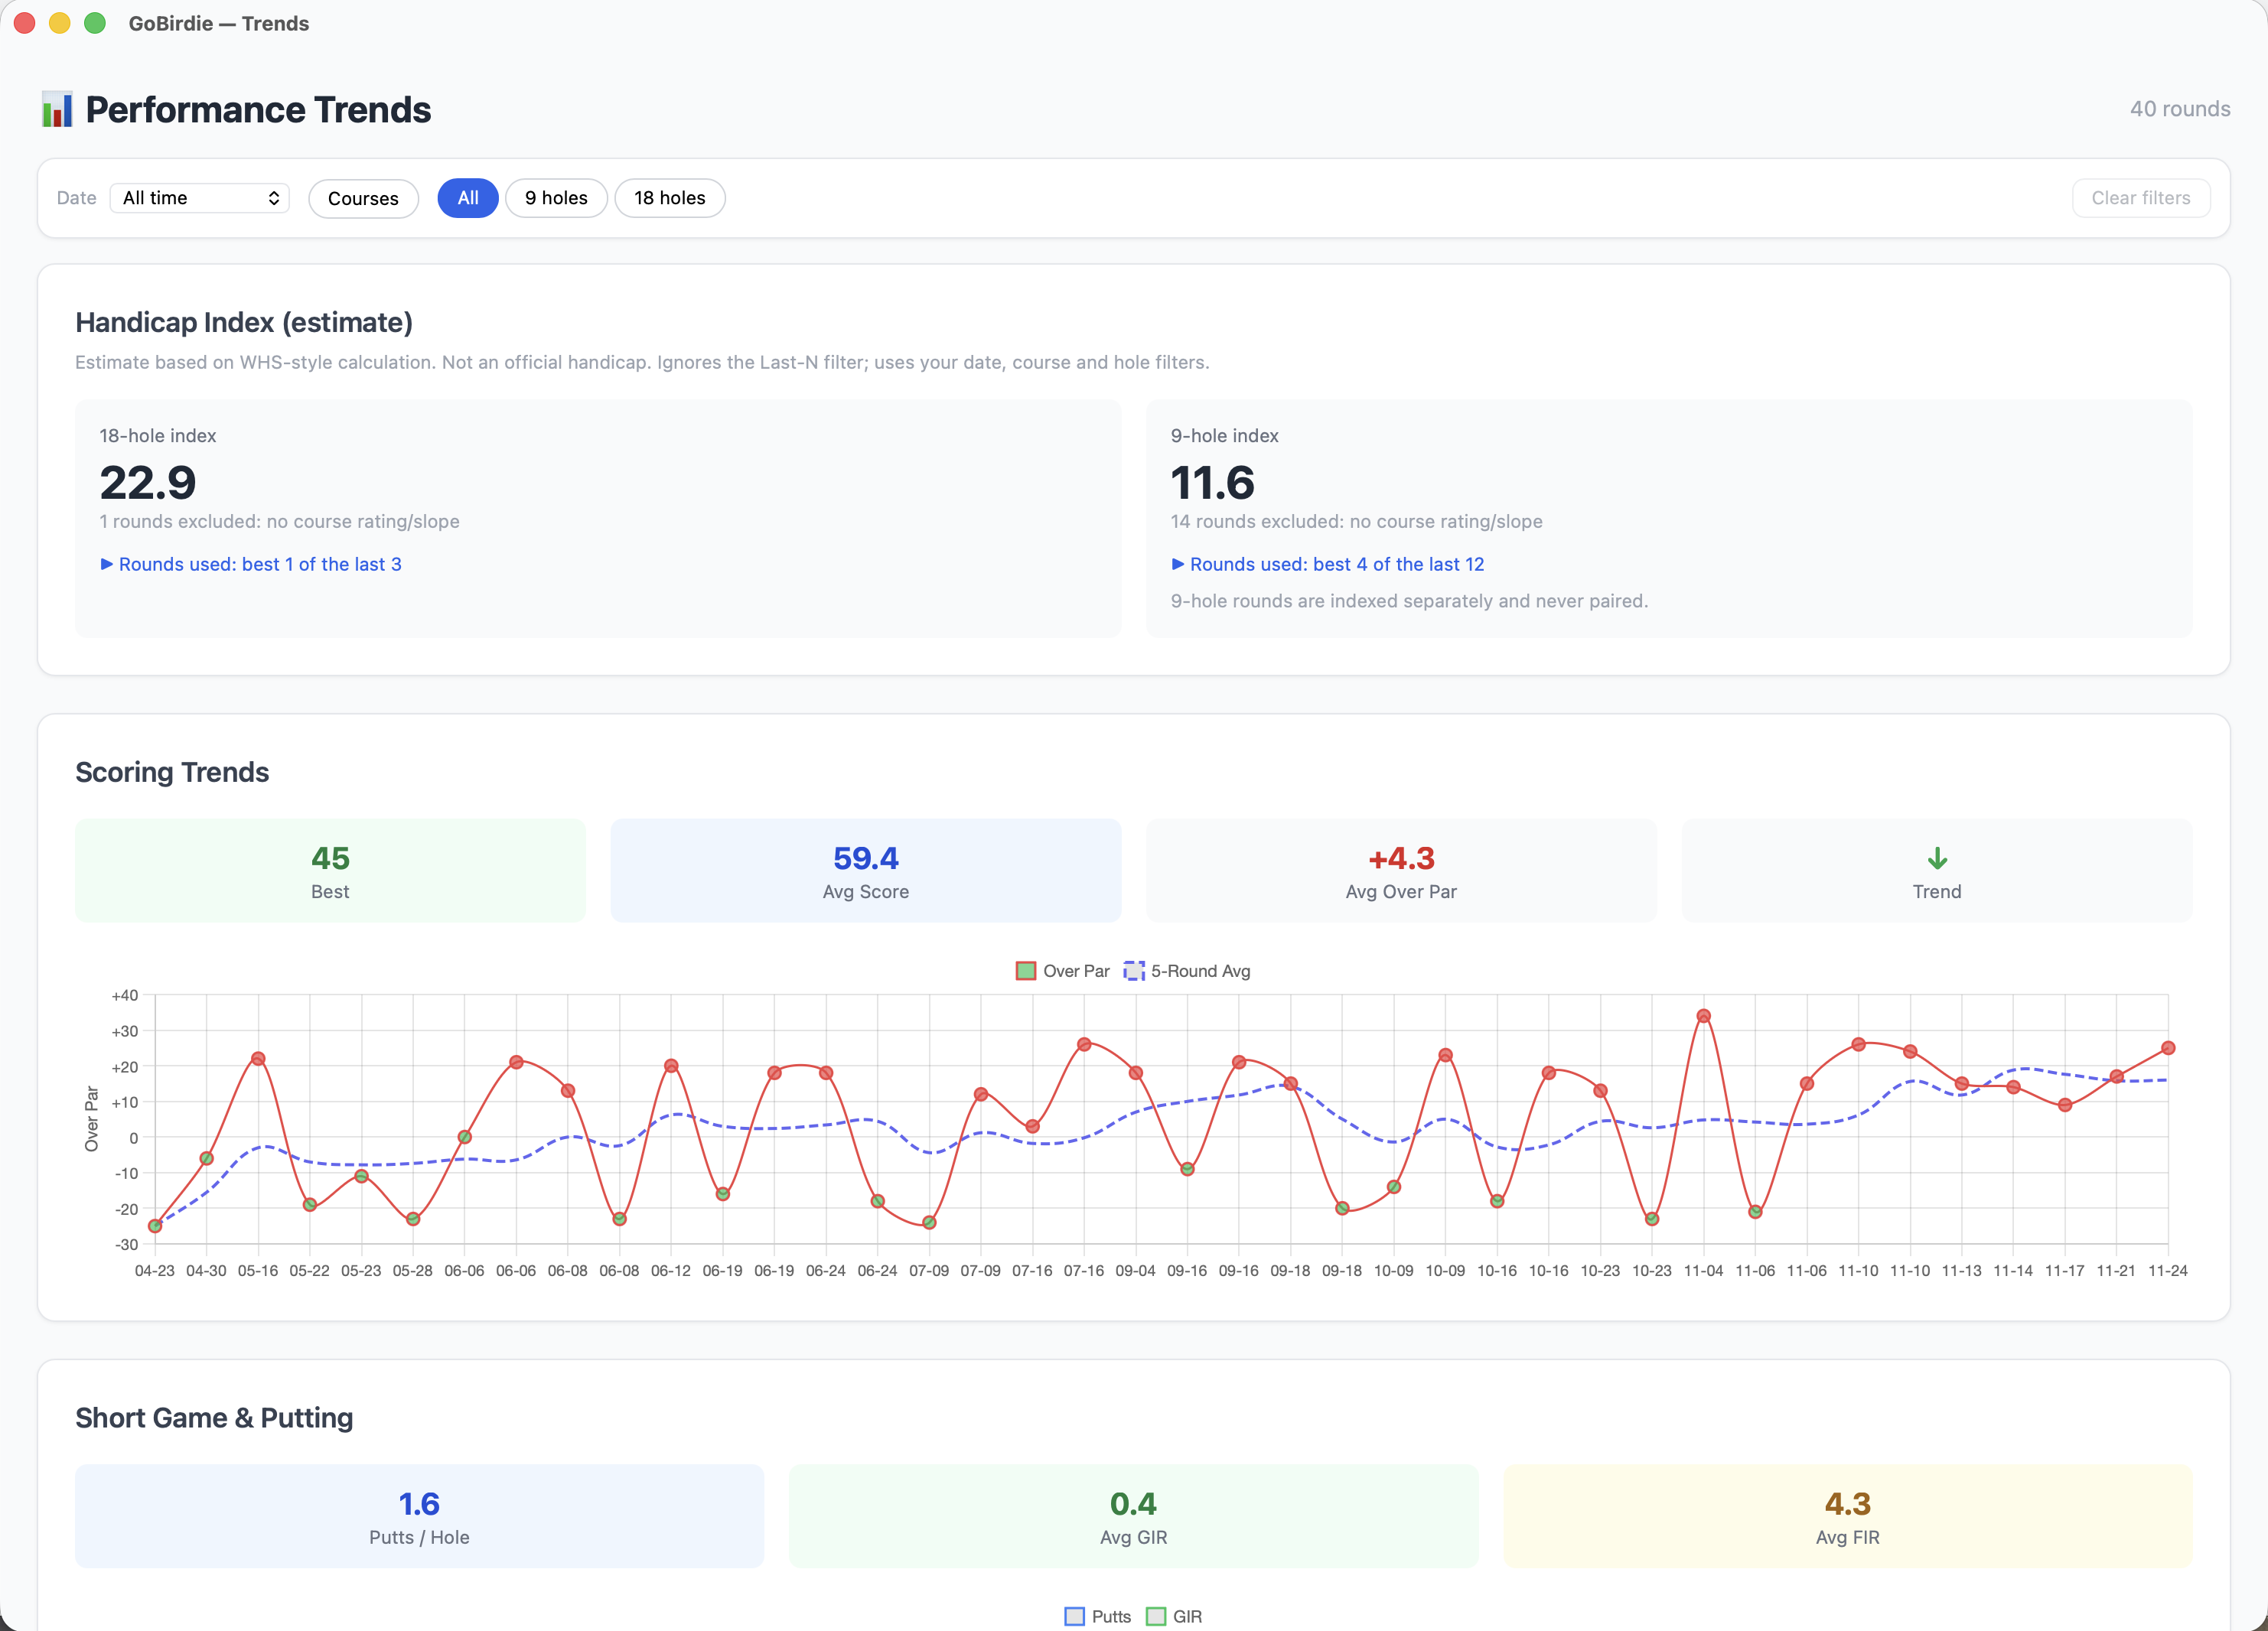 GoBirdie — Trends
Performance Trends
40 rounds
Date All time Courses All 9 holes 18 holes Clear filters
Handicap Index (estimate)
Estimate based on WHS-style calculation. Not an official handicap. Ignores the Last-N filter; uses your date, course and hole filters.
18-hole index
22.9
1 rounds excluded: no course rating/slope
▶ Rounds used: best 1 of the last 3
9-hole index
11.6
14 rounds excluded: no course rating/slope
▶ Rounds used: best 4 of the last 12
9-hole rounds are indexed separately and never paired.
Scoring Trends
45
Best
59.4
Avg Score
+4.3
Avg Over Par
↓
Trend
Over Par 5-Round Avg
Over Par
+40
+30
+20
+10
0
-10
-20
-30
04-23 04-30 05-16 05-22 05-23 05-28 06-06 06-06 06-08 06-08 06-12 06-19 06-19 06-24 06-24 07-09 07-09 07-16 07-16 09-04 09-16 09-16 09-18 09-18 10-09 10-09 10-16 10-16 10-23 10-23 11-04 11-06 11-06 11-10 11-10 11-13 11-14 11-17 11-21 11-24
Short Game & Putting
1.6
Putts / Hole
0.4
Avg GIR
4.3
Avg FIR
Putts GIR